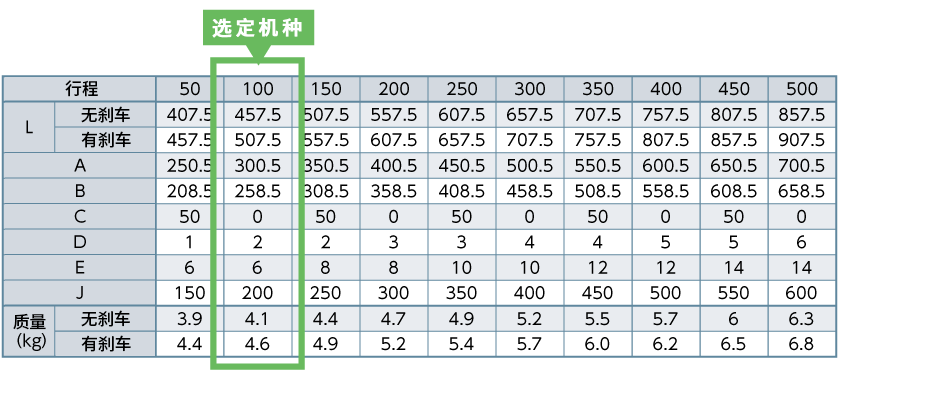 选定机种
行程 50 100 150 200 250 300 350 400 450 500
L 无刹车 407.5 457.5 507.5 557.5 607.5 657.5 707.5 757.5 807.5 857.5
有刹车 457.5 507.5 557.5 607.5 657.5 707.5 757.5 807.5 857.5 907.5
A 250.5 300.5 350.5 400.5 450.5 500.5 550.5 600.5 650.5 700.5
B 208.5 258.5 308.5 358.5 408.5 458.5 508.5 558.5 608.5 658.5
C 50 0 50 0 50 0 50 0 50 0
D 1 2 2 3 3 4 4 5 5 6
E 6 6 8 8 10 10 12 12 14 14
J 150 200 250 300 350 400 450 500 550 600
质量(kg) 无刹车 3.9 4.1 4.4 4.7 4.9 5.2 5.5 5.7 6 6.3
有刹车 4.4 4.6 4.9 5.2 5.4 5.7 6.0 6.2 6.5 6.8